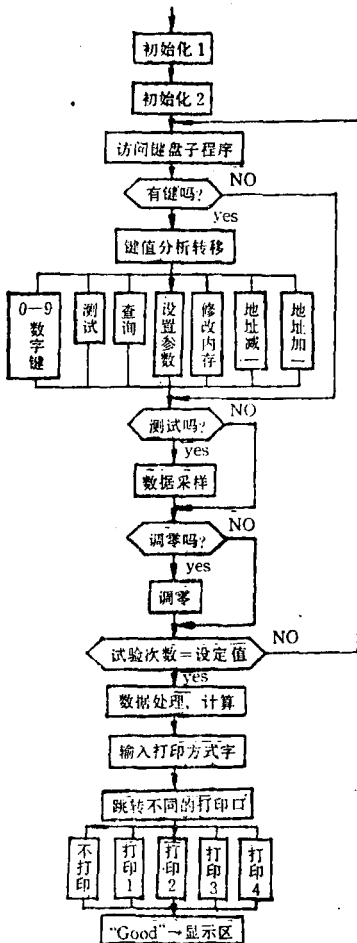 初始化1
初始化2
访问键盘子程序
有键吗?
NO
yes
键值分析转移
0—9数字键
测试
查询
设置参数
修改内存
地址减一
地址加一
测试吗?
NO
yes
数据采样
调零吗?
NO
yes
调零
试验次数=设定值
NO
yes
数据处理,计算
输入打印方式字
跳转不同的打印口
不打印
打印1
打印2
打印3
打印4
“Good”→显示区